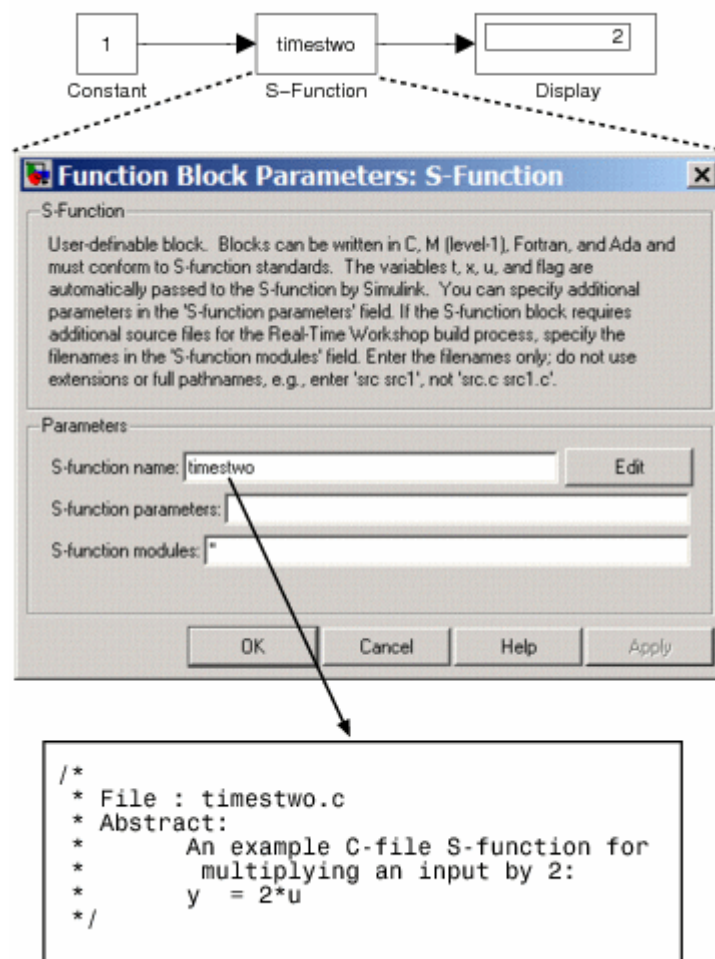 1
timestwo
2
Constant
S-Function
Display
Function Block Parameters: S-Function
S-Function
User-definable block. Blocks can be written in C, M (level-1), Fortran, and Ada and
must conform to S-function standards. The variables t, x, u, and flag are
automatically passed to the S-function by Simulink. You can specify additional
parameters in the 'S-function parameters' field. If the S-function block requires
additional source files for the Real-Time Workshop build process, specify the
filenames in the 'S-function modules' field. Enter the filenames only; do not use
extensions or full pathnames, e.g., enter 'src src1', not 'src.c src1.c'.
Parameters
S-function name: timestwo
Edit
S-function parameters:
S-function modules: ''
OK Cancel Help Apply
/*
* File : timestwo.c
* Abstract:
* An example C-file S-function for
* multiplying an input by 2:
* y = 2*u
*/